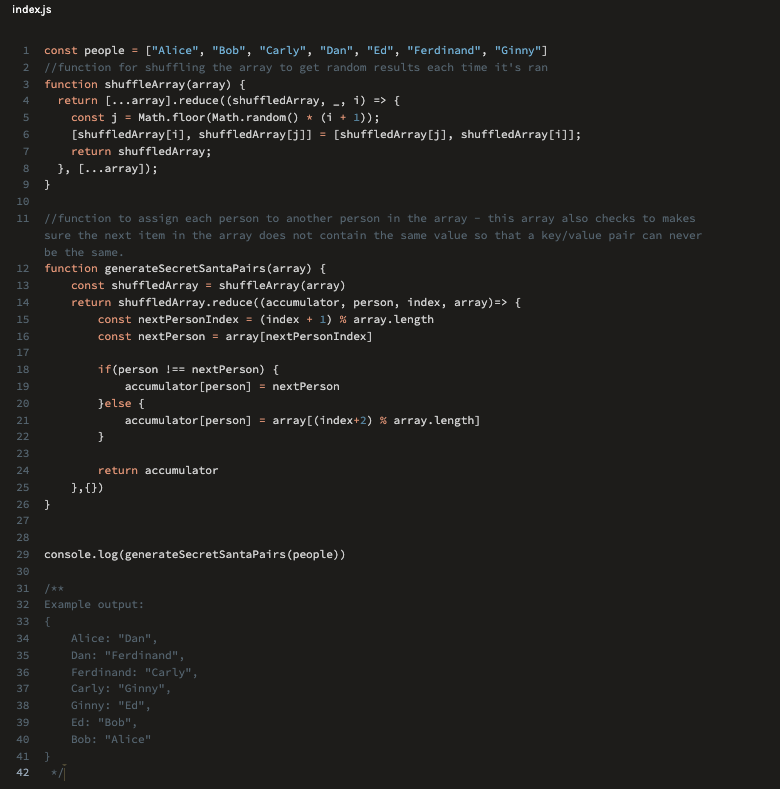 index.js
1 const people = ["Alice", "Bob", "Carly", "Dan", "Ed", "Ferdinand", "Ginny"]
2 //function for shuffling the array to get random results each time it's ran
3 function shuffleArray(array) {
4   return [...array].reduce((shuffledArray, _, i) => {
5     const j = Math.floor(Math.random() * (i + 1));
6     [shuffledArray[i], shuffledArray[j]] = [shuffledArray[j], shuffledArray[i]];
7     return shuffledArray;
8   }, [...array]);
9 }
10
11 //function to assign each person to another person in the array - this array also checks to makes
sure the next item in the array does not contain the same value so that a key/value pair can never
be the same.
12 function generateSecretSantaPairs(array) {
13     const shuffledArray = shuffleArray(array)
14     return shuffledArray.reduce((accumulator, person, index, array)=> {
15         const nextPersonIndex = (index + 1) % array.length
16         const nextPerson = array[nextPersonIndex]
17
18         if(person !== nextPerson) {
19             accumulator[person] = nextPerson
20         }else {
21             accumulator[person] = array[(index+2) % array.length]
22         }
23
24         return accumulator
25     },{})
26 }
27
28
29 console.log(generateSecretSantaPairs(people))
30
31 /**
32 Example output:
33 {
34     Alice: "Dan",
35     Dan: "Ferdinand",
36     Ferdinand: "Carly",
37     Carly: "Ginny",
38     Ginny: "Ed",
39     Ed: "Bob",
40     Bob: "Alice"
41 }
42  */